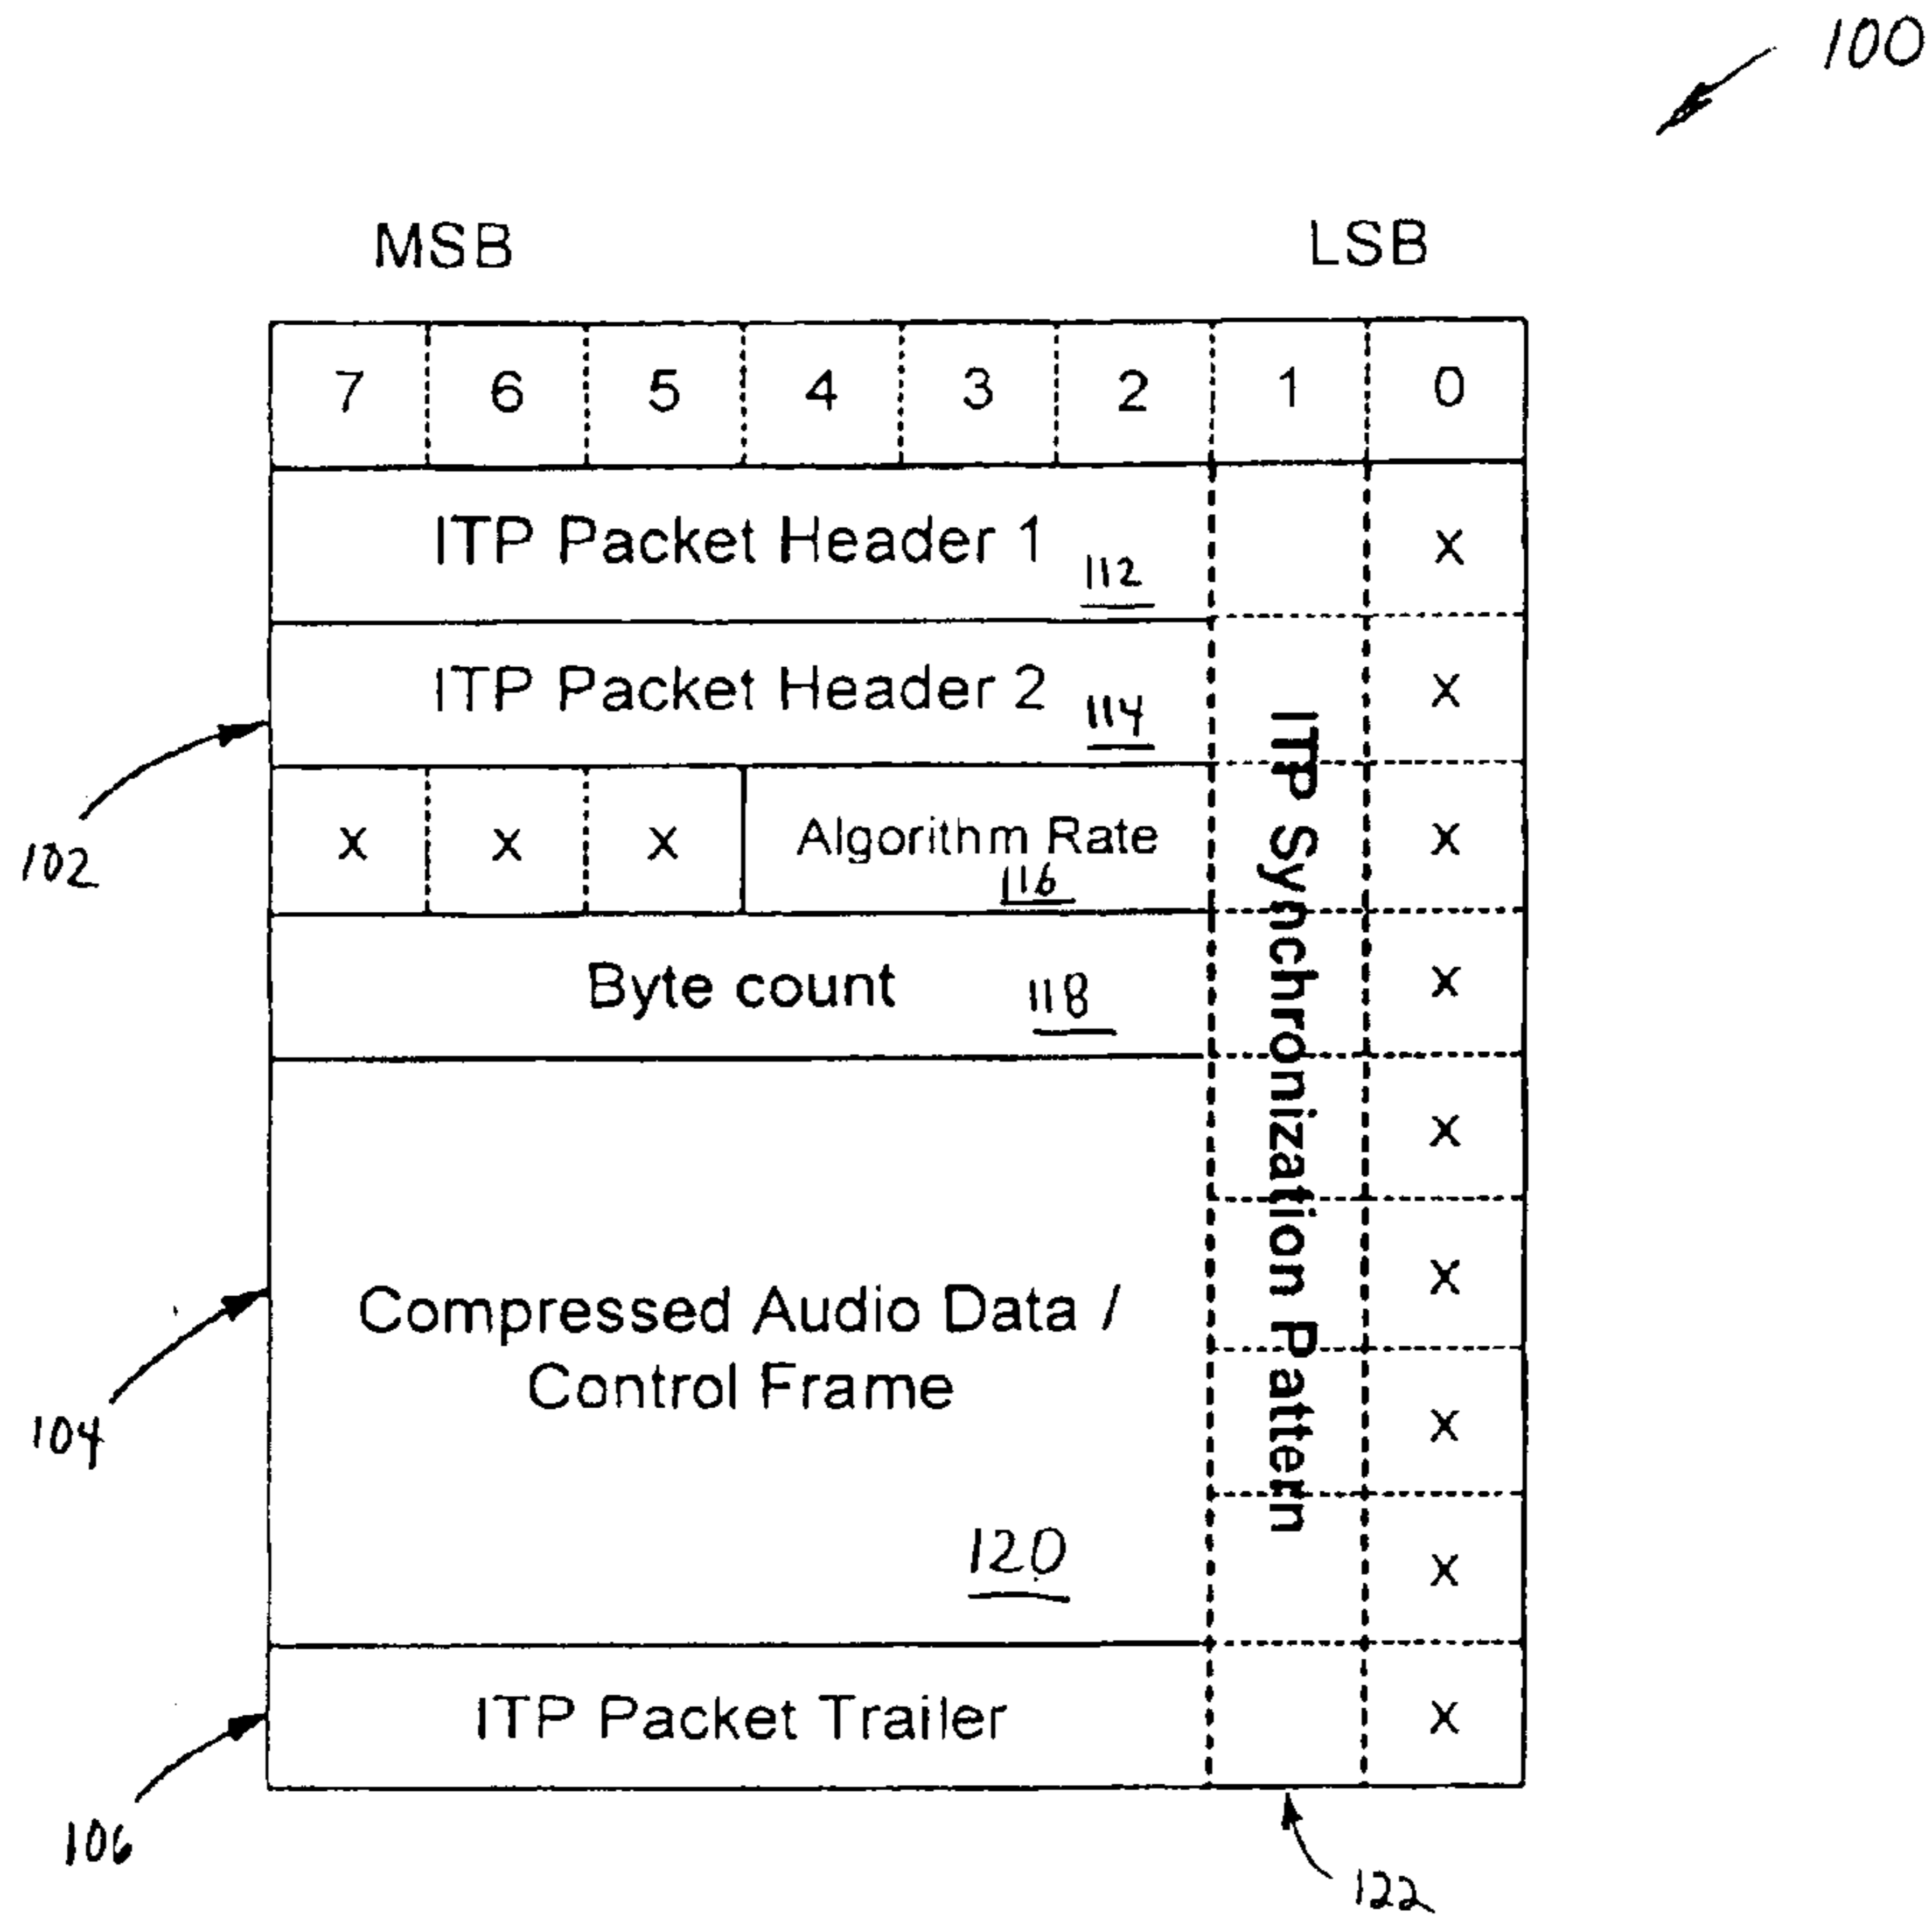 100
MSB LSB
7 6 5 4 3 2 1 0
ITP Packet Header 1 112 x
ITP Packet Header 2 114 x
102
x x x Algorithm Rate 116 x
Byte count 118 x
ITP Synchronization Pattern
x
x
x
x
Compressed Audio Data /
Control Frame
104
120
ITP Packet Trailer x
106
122